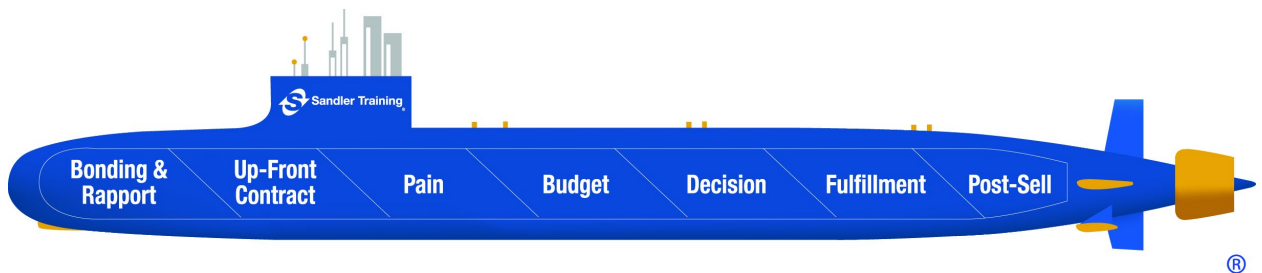 Sandler Training®
Bonding &
Rapport
Up-Front
Contract
Pain
Budget
Decision
Fulfillment
Post-Sell
®